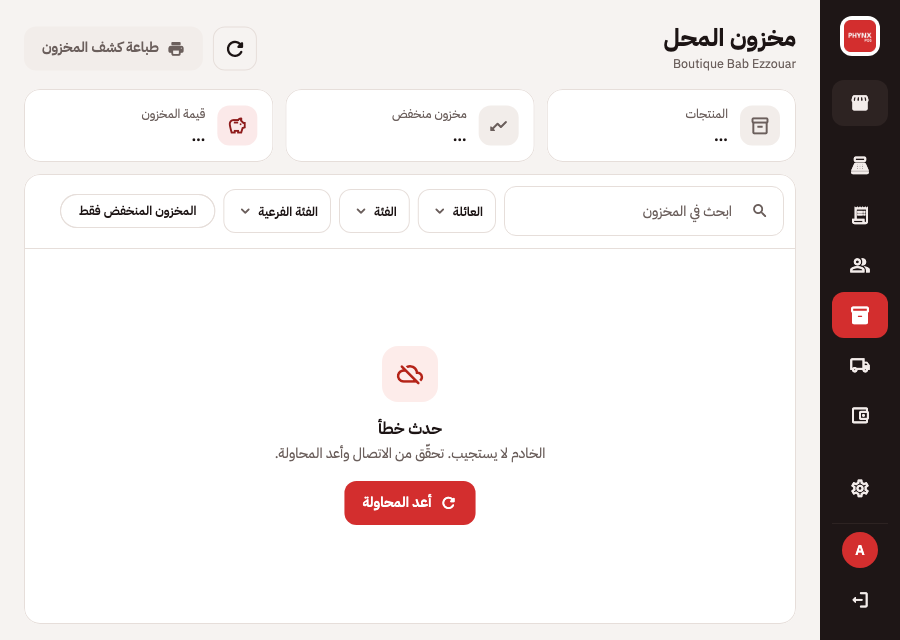 PHYNX
POS
مخزون المحل
Boutique Bab Ezzouar
طباعة كشف المخزون
المنتجات
...
مخزون منخفض
...
قيمة المخزون
...
ابحث في المخزون
العائلة
الفئة
الفئة الفرعية
المخزون المنخفض فقط
حدث خطأ
الخادم لا يستجيب. تحقّق من الاتصال وأعد المحاولة.
أعد المحاولة
A